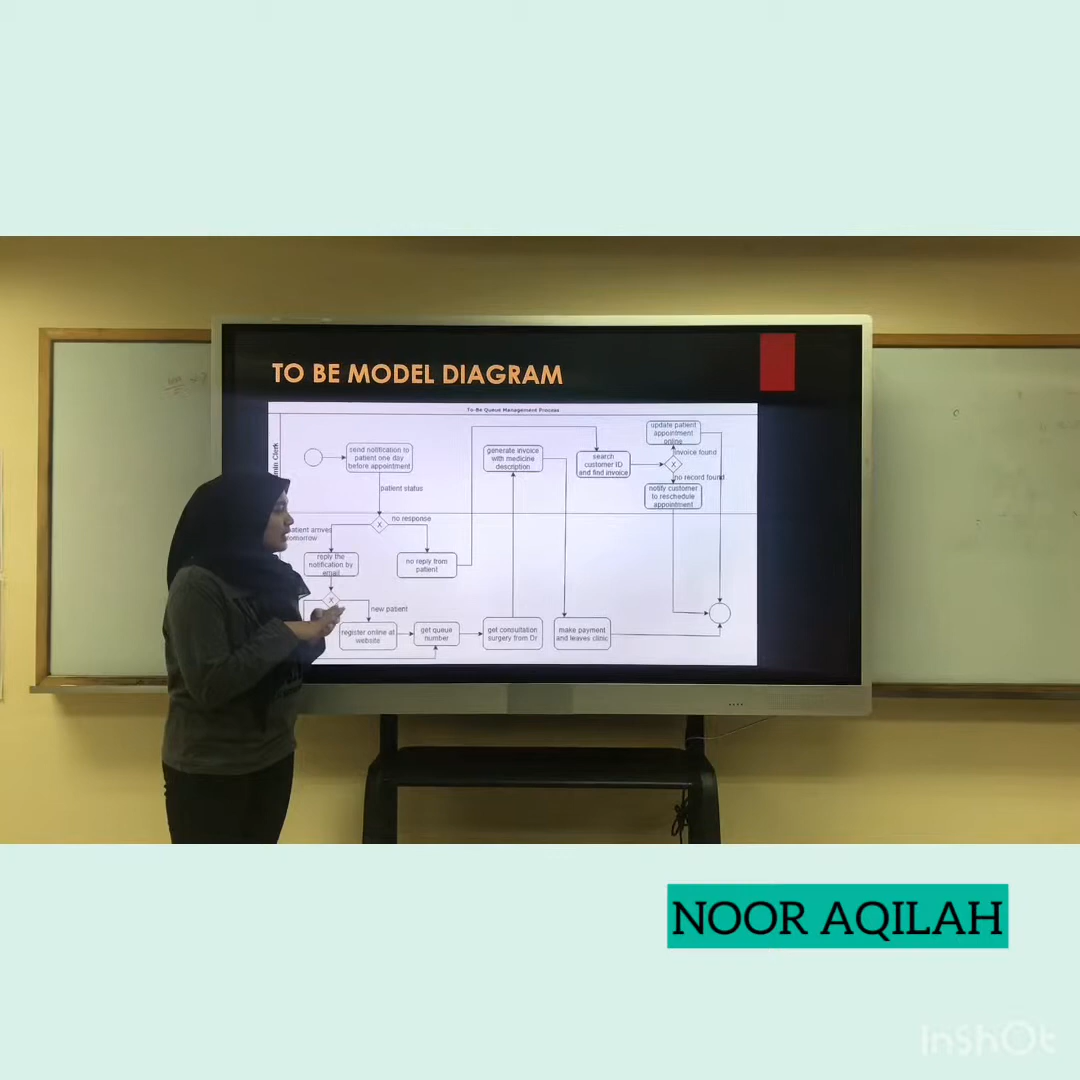 TO BE MODEL DIAGRAM
To-Be Queue Management Process
min Clerk
send notification to
patient one day
before appointment
patient status
no response
patient arrives
tomorrow
reply the
notification by
email
no reply from
patient
X
X
new patient
register online at
website
get queue
number
get consultation
surgery from Dr
generate invoice
with medicine
description
make payment
and leaves clinic
search
customer ID
and find invoice
update patient
appointment
online
invoice found
X
no record found
notify customer
to reschedule
appointment
NOOR AQILAH
InShOt